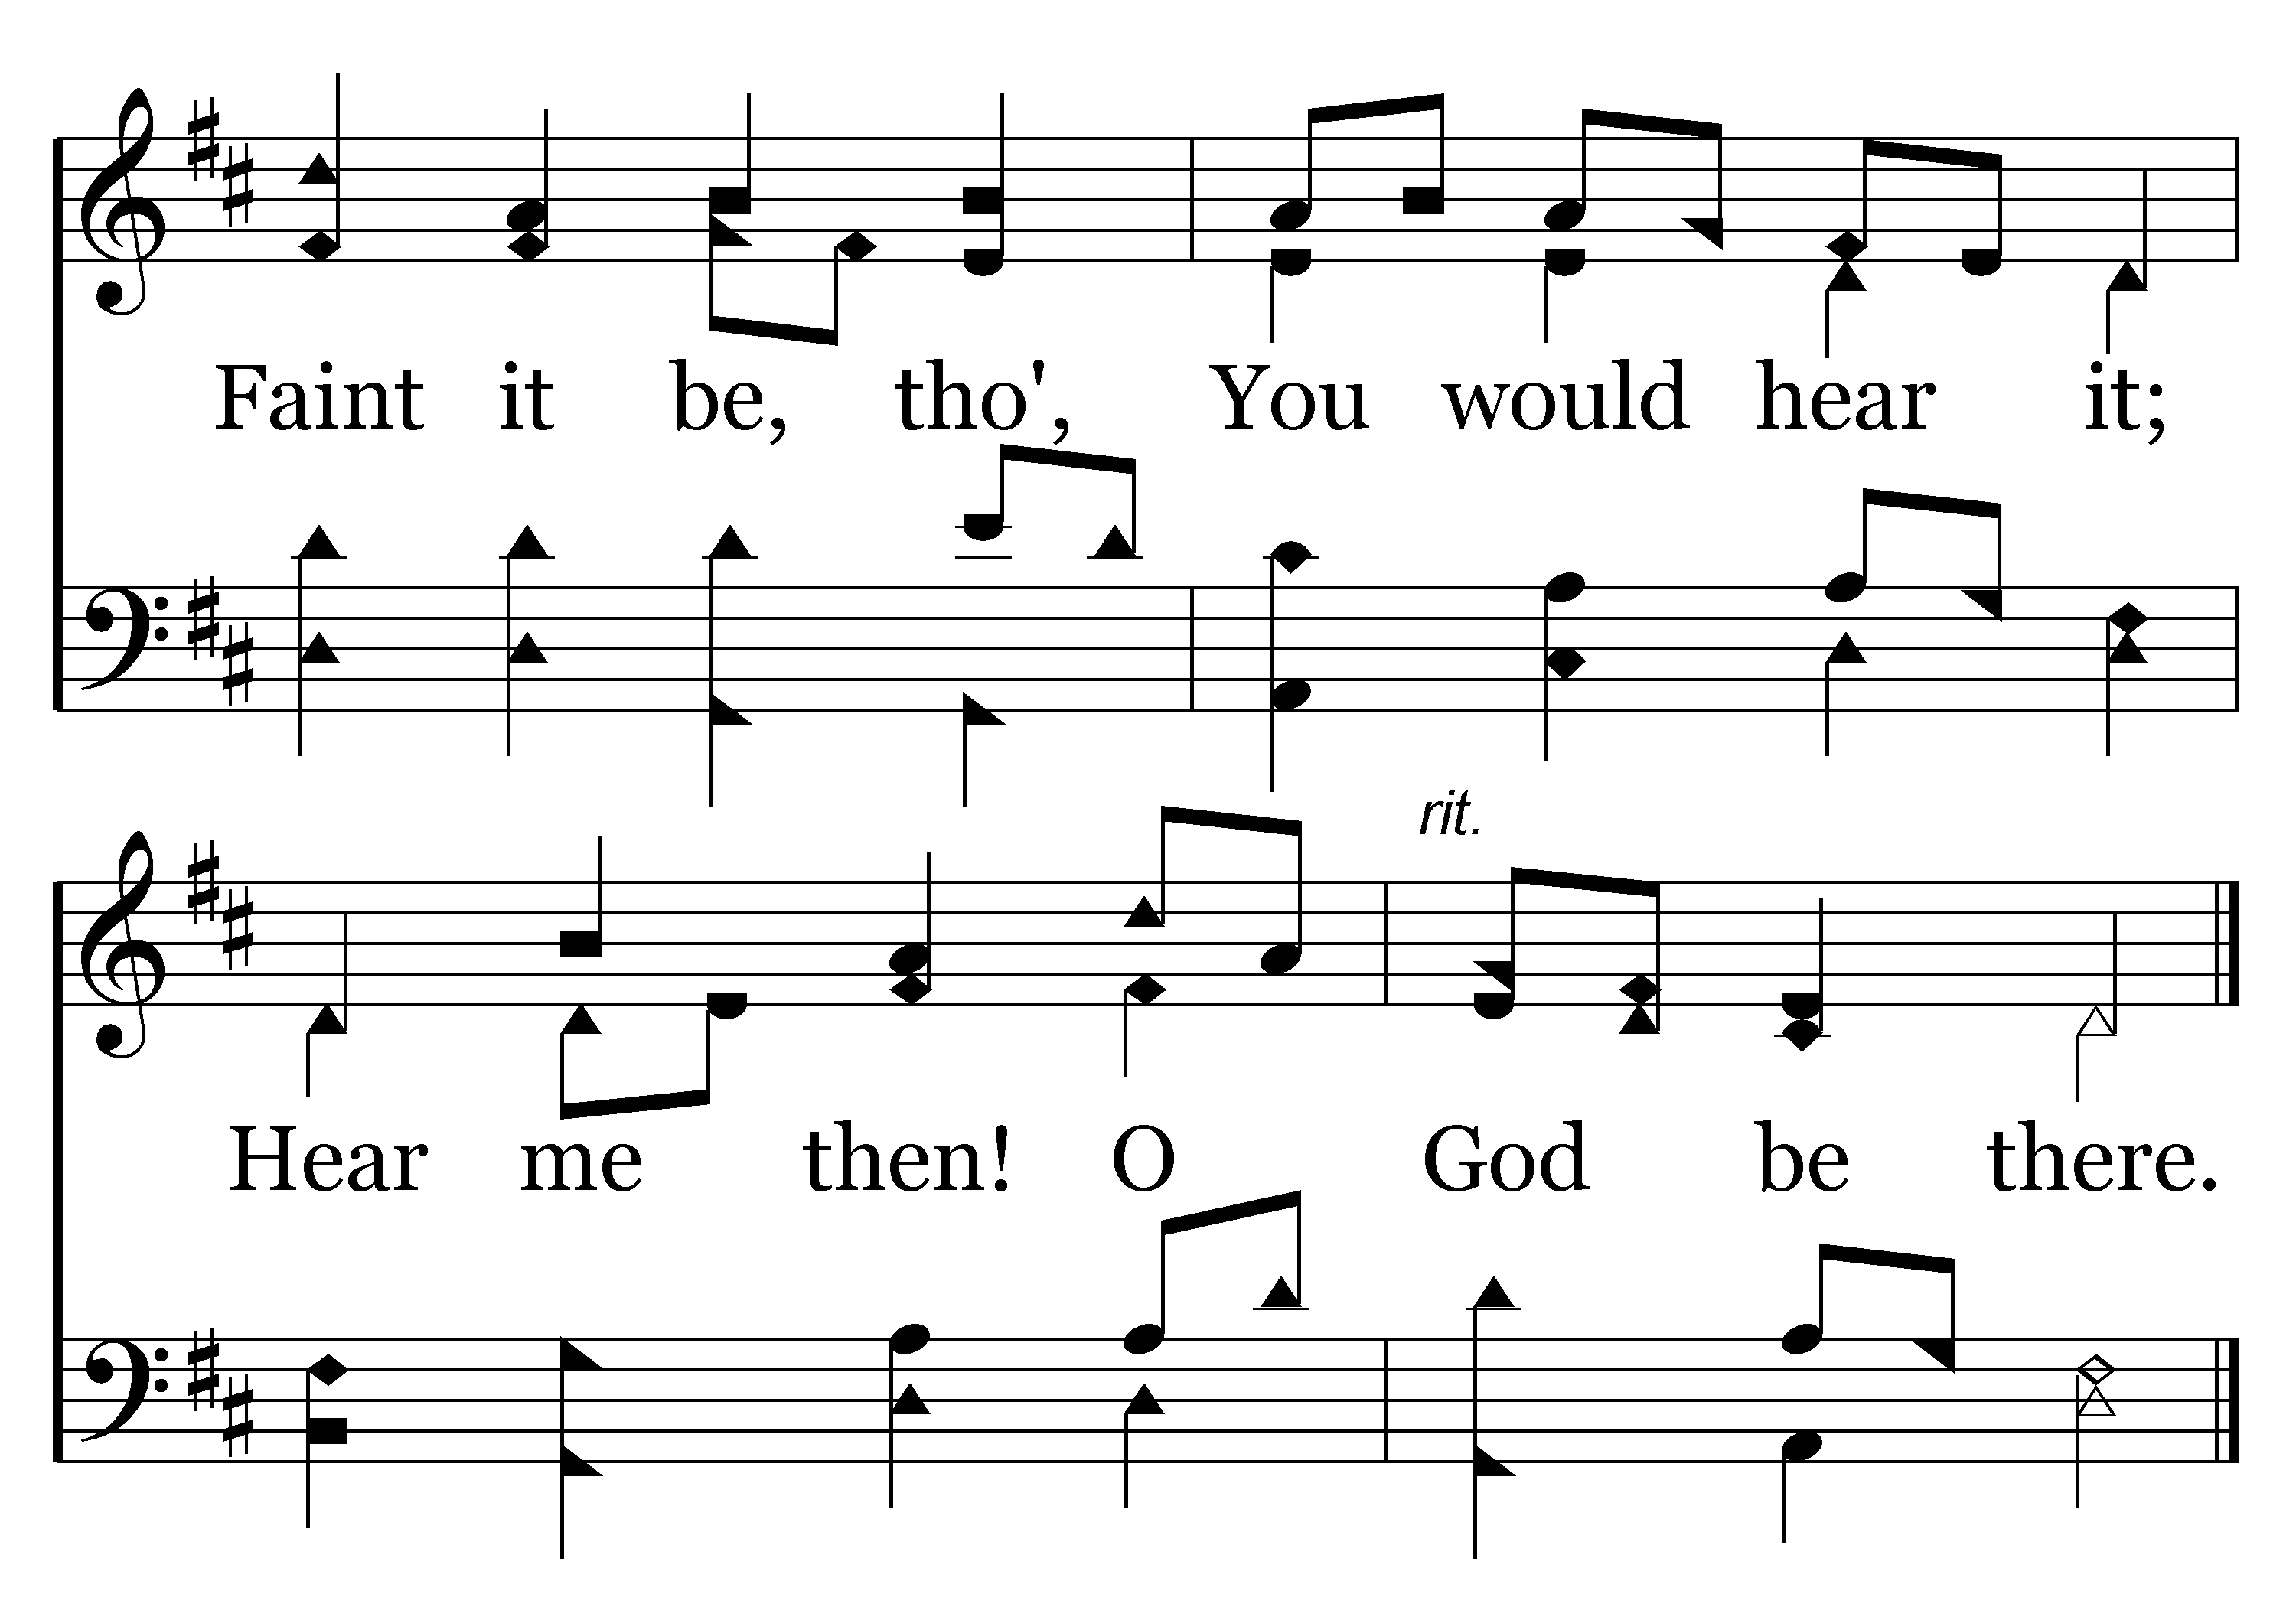 Faint it be, tho', You would hear it;
rit.
Hear me then! O God be there.